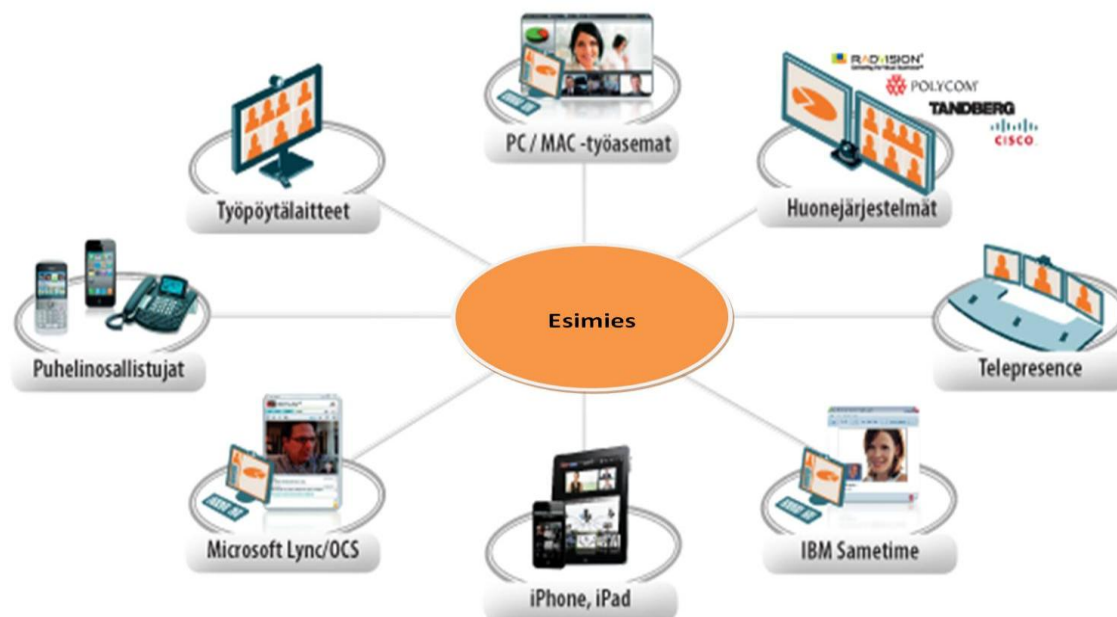 RADVISION
POLYCOM
TANDBERG
CISCO
PC / MAC -työasemat
Työpöytälaitteet
Huonejärjestelmät
Esimies
Puhelinosallistujat
Telepresence
Microsoft Lync/OCS
IBM Sametime
iPhone, iPad